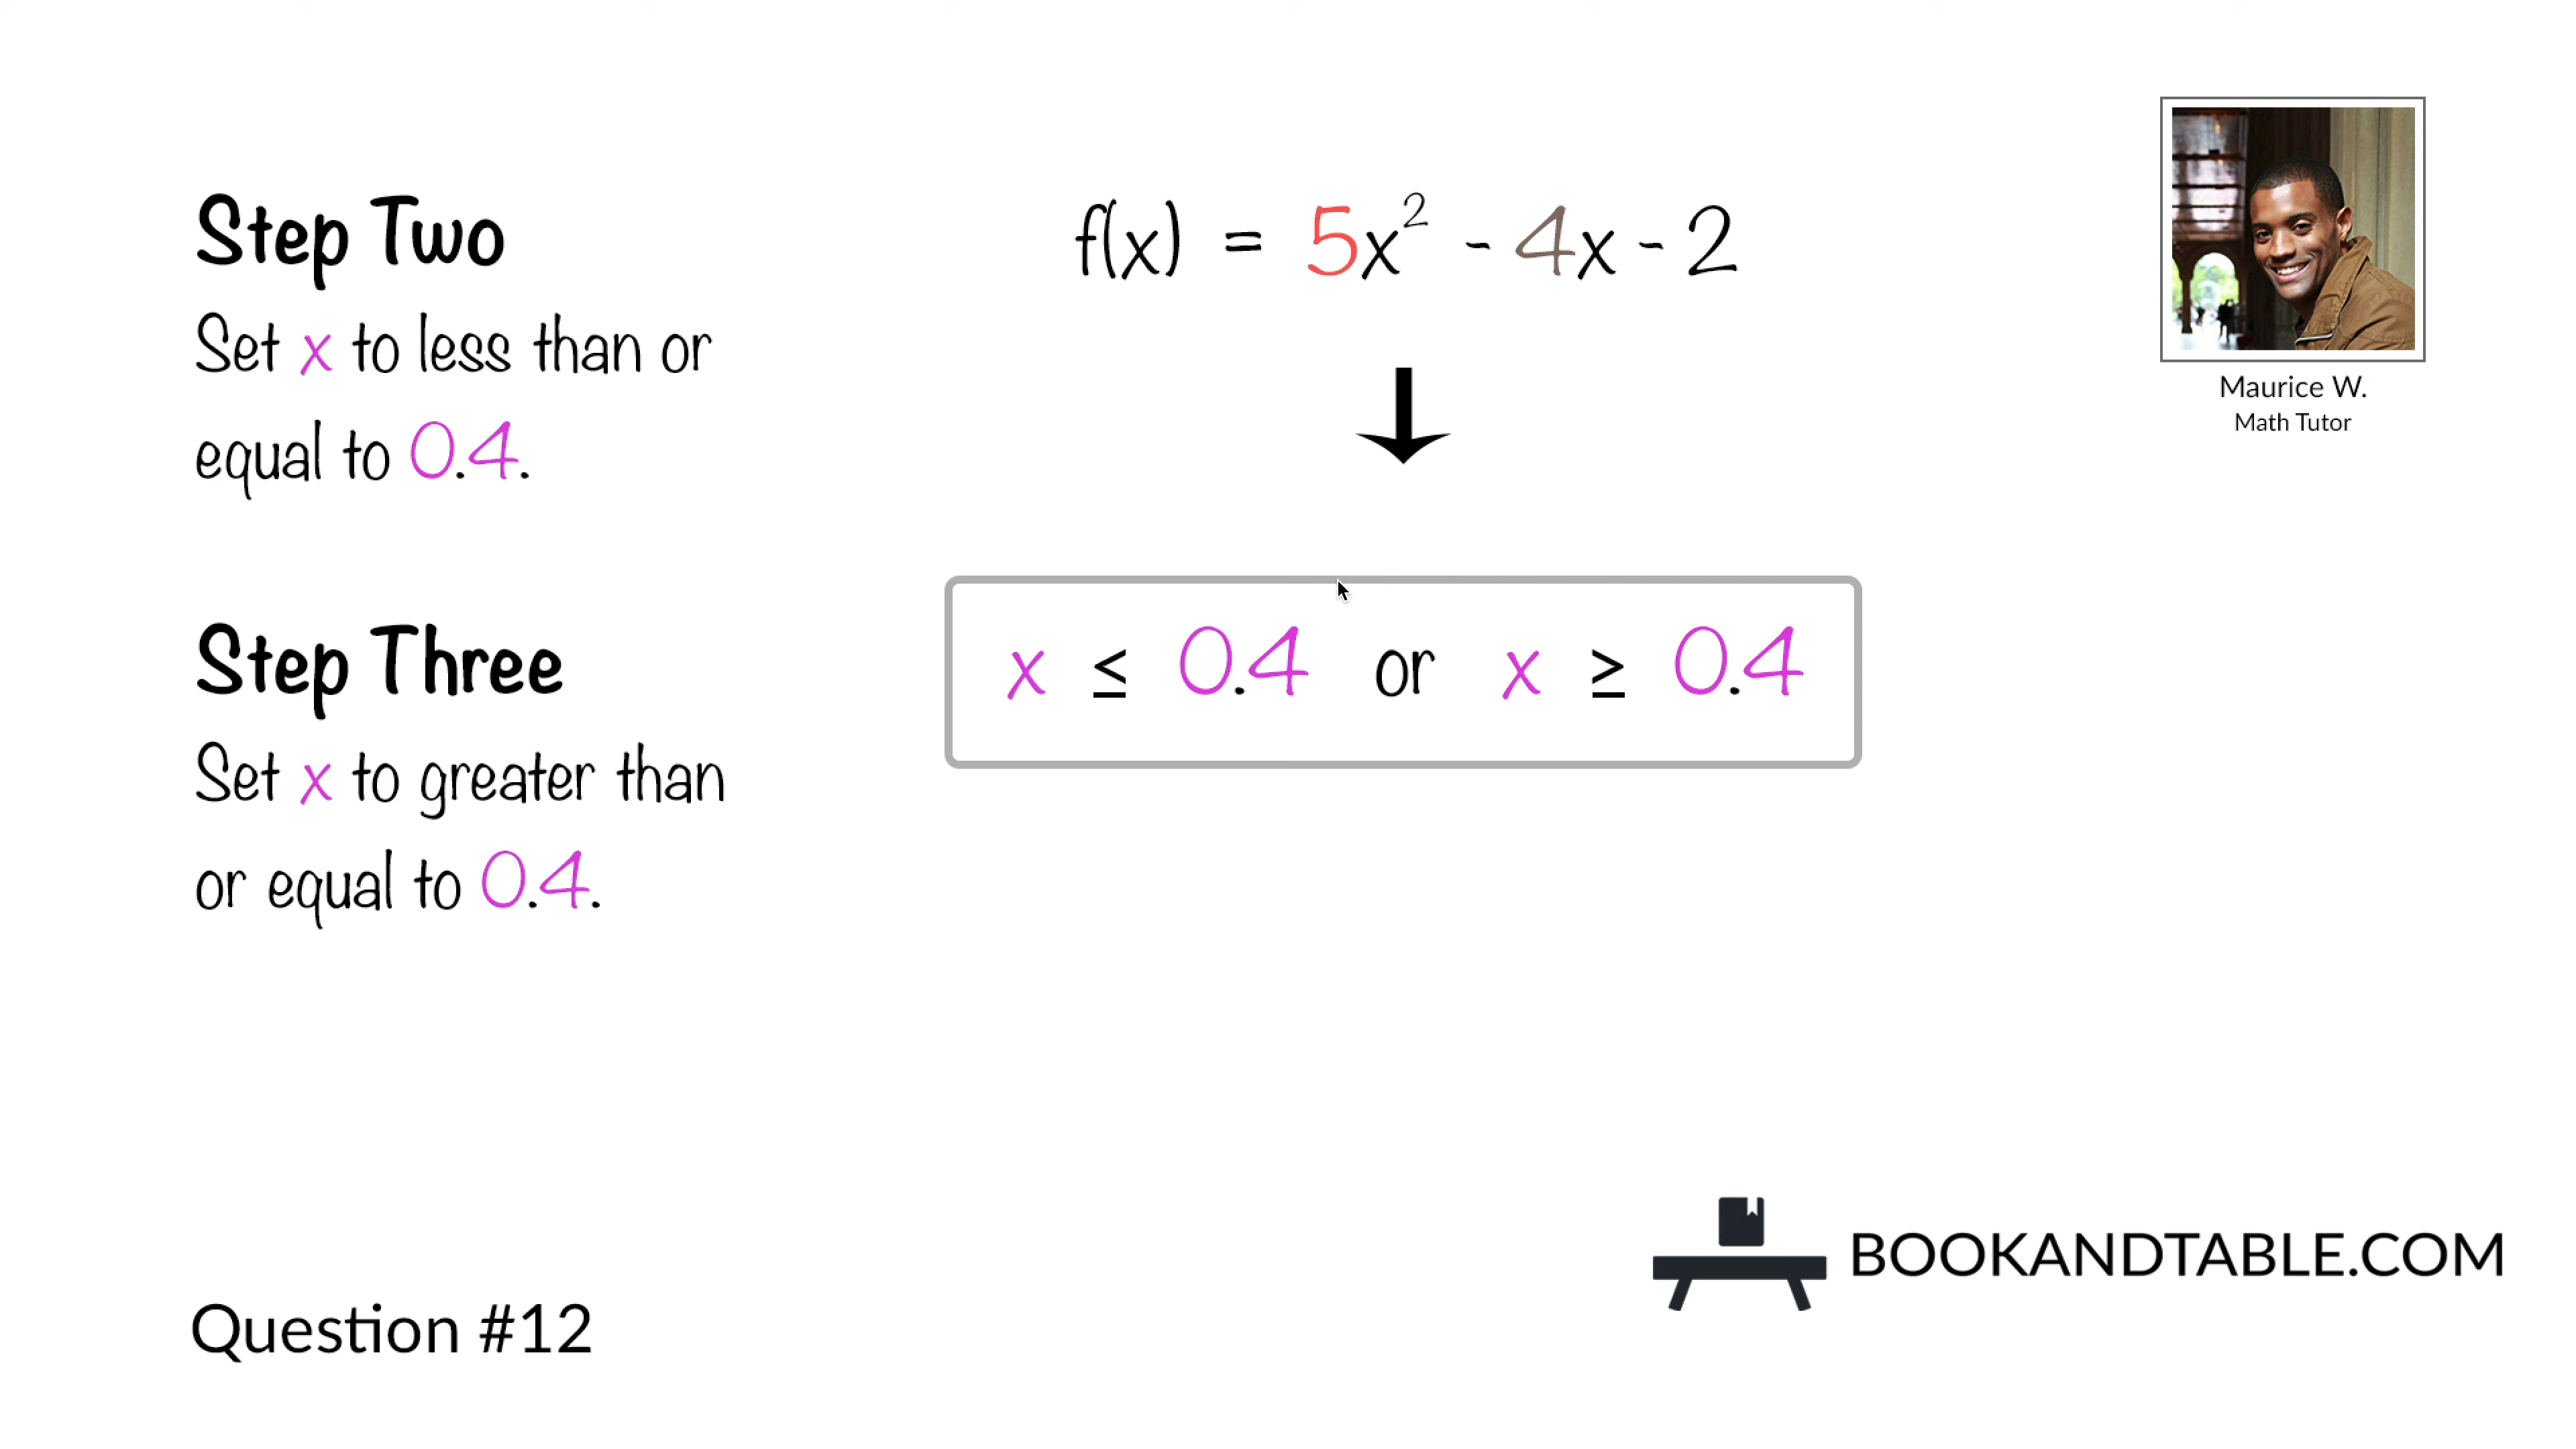 Step Two
Set x to less than or
equal to 0.4.
Step Three
Set x to greater than
or equal to 0.4.
f(x) = 5x² - 4x - 2
x ≤ 0.4 or x ≥ 0.4
Maurice W.
Math Tutor
Question #12
BOOKANDTABLE.COM